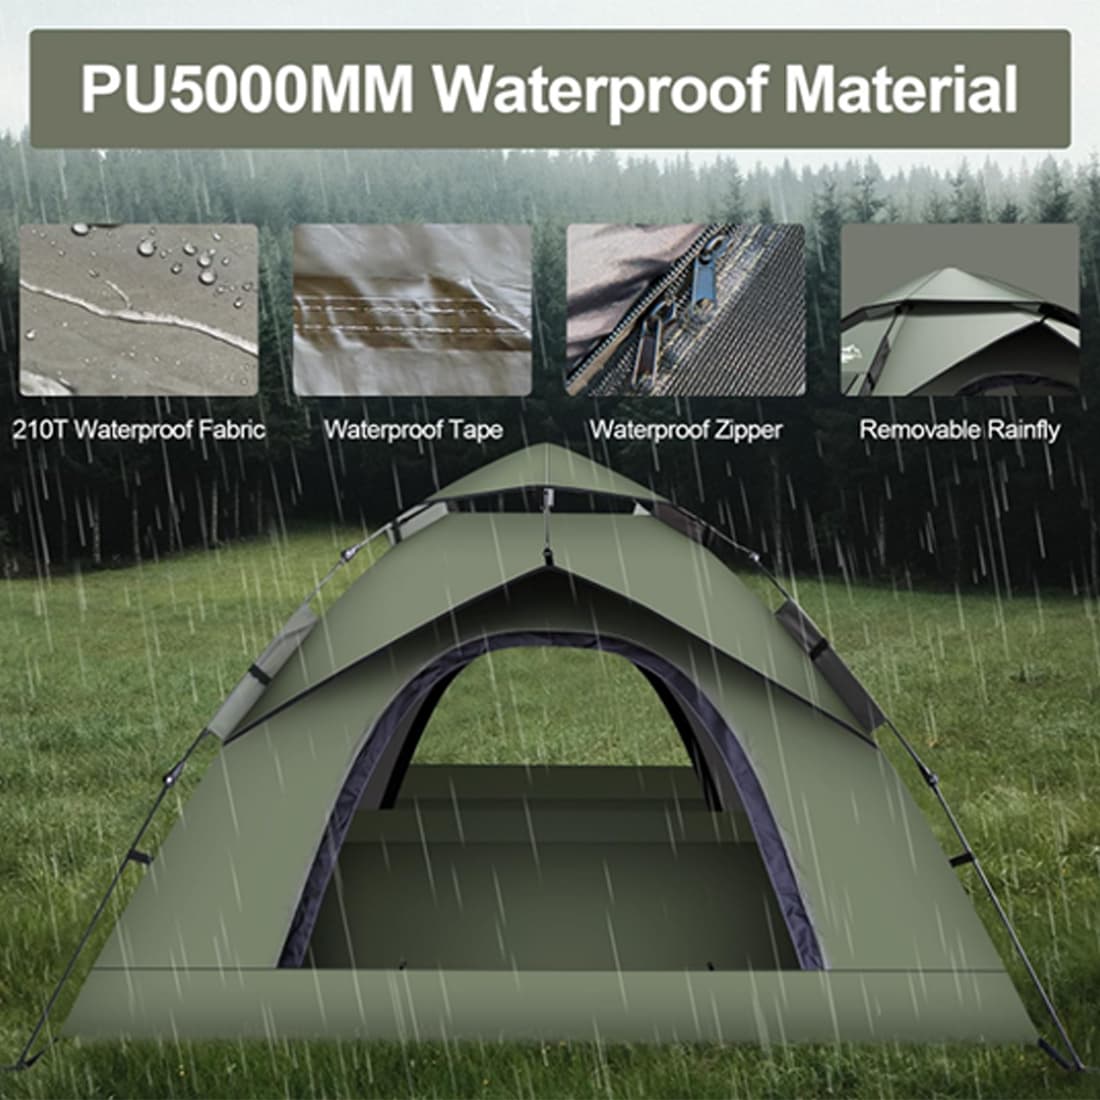 PU5000MM Waterproof Material
210T Waterproof Fabric
Waterproof Tape
Waterproof Zipper
Removable Rainfly